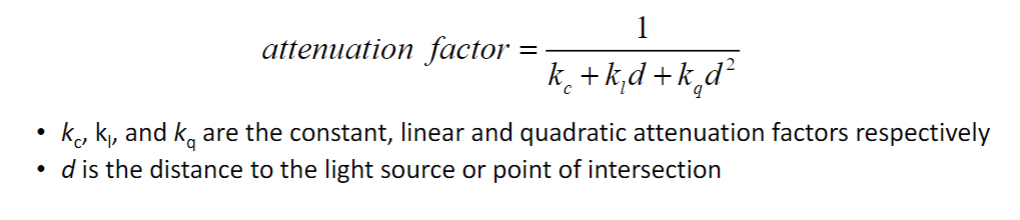 attenuation factor = 1 / (k_c + k_l d + k_q d²)
• k_c, k_l, and k_q are the constant, linear and quadratic attenuation factors respectively
• d is the distance to the light source or point of intersection